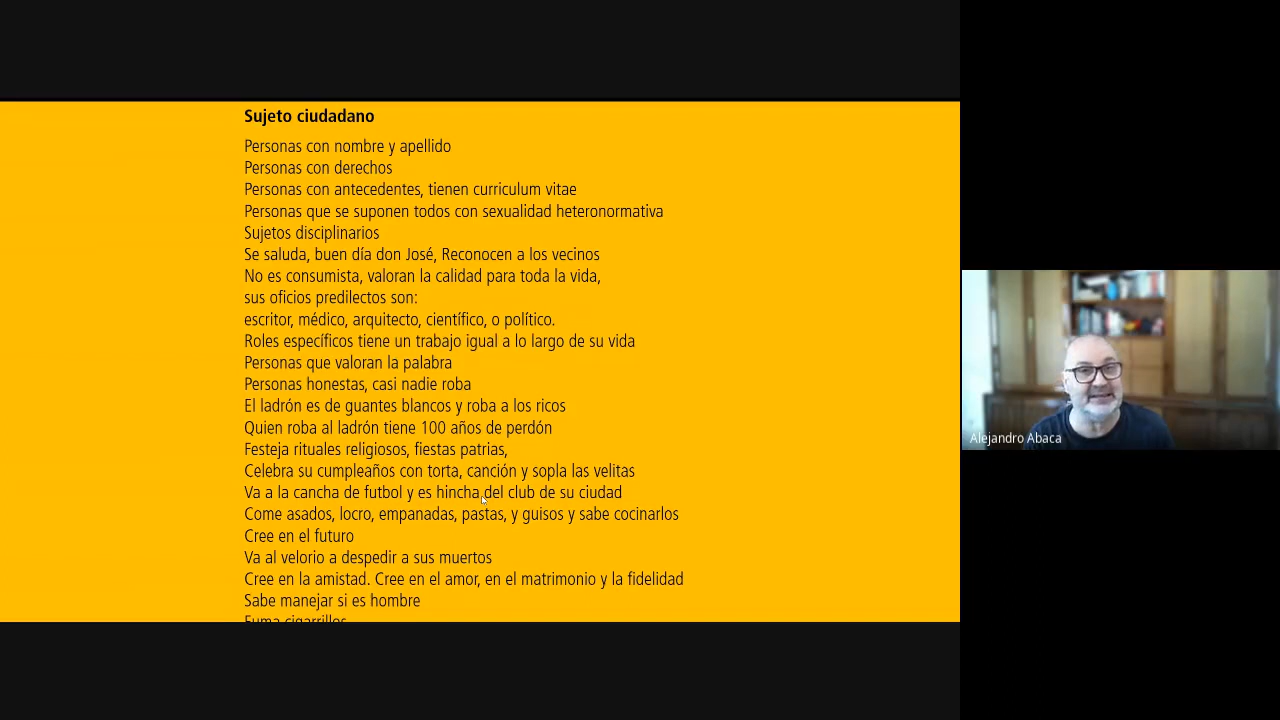 Sujeto ciudadano
Personas con nombre y apellido
Personas con derechos
Personas con antecedentes, tienen curriculum vitae
Personas que se suponen todos con sexualidad heteronormativa
Sujetos disciplinarios
Se saluda, buen día don José, Reconocen a los vecinos
No es consumista, valoran la calidad para toda la vida,
sus oficios predilectos son:
escritor, médico, arquitecto, científico, o político.
Roles específicos tiene un trabajo igual a lo largo de su vida
Personas que valoran la palabra
Personas honestas, casi nadie roba
El ladrón es de guantes blancos y roba a los ricos
Quien roba al ladrón tiene 100 años de perdón
Festeja rituales religiosos, fiestas patrias,
Celebra su cumpleaños con torta, canción y sopla las velitas
Va a la cancha de futbol y es hincha del club de su ciudad
Come asados, locro, empanadas, pastas, y guisos y sabe cocinarlos
Cree en el futuro
Va al velorio a despedir a sus muertos
Cree en la amistad. Cree en el amor, en el matrimonio y la fidelidad
Sabe manejar si es hombre
Fuma cigarrillos
Alejandro Abaca